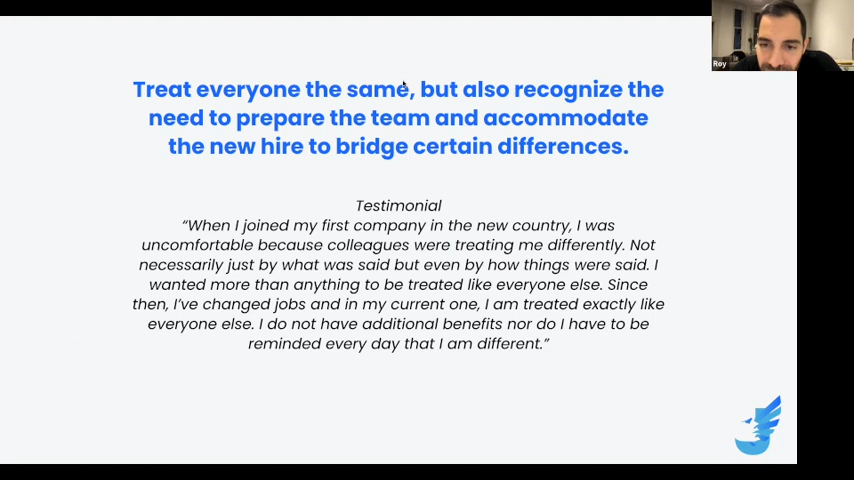 Roy
Treat everyone the same, but also recognize the
need to prepare the team and accommodate
the new hire to bridge certain differences.
Testimonial
“When I joined my first company in the new country, I was
uncomfortable because colleagues were treating me differently. Not
necessarily just by what was said but even by how things were said. I
wanted more than anything to be treated like everyone else. Since
then, I’ve changed jobs and in my current one, I am treated exactly like
everyone else. I do not have additional benefits nor do I have to be
reminded every day that I am different.”